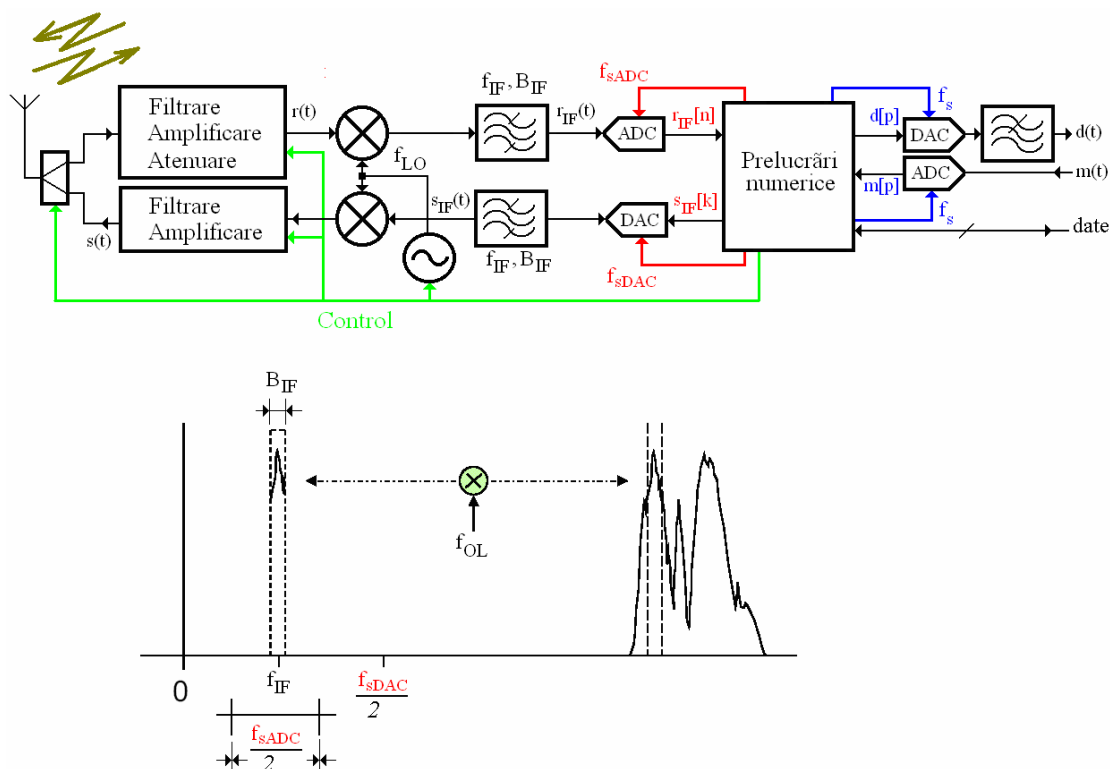 Filtrare
Amplificare
Atenuare
r(t)
f_LO
f_IF, B_IF
r_IF(t)
f_sADC
ADC
r_IF[n]
Prelucrări
numerice
f_s
d[p]
DAC
d(t)
m[p]
ADC
m(t)
f_s
date
Filtrare
Amplificare
s(t)
s_IF(t)
f_IF, B_IF
DAC
s_IF[k]
f_sDAC
Control
B_IF
f_OL
0
f_IF
f_sDAC
2
f_sADC
2